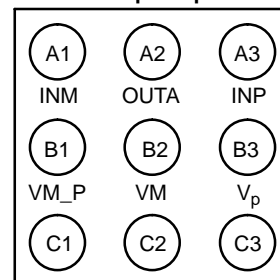 A1 A2 A3
INM OUTA INP
B1 B2 B3
VM_P VM Vp
C1 C2 C3